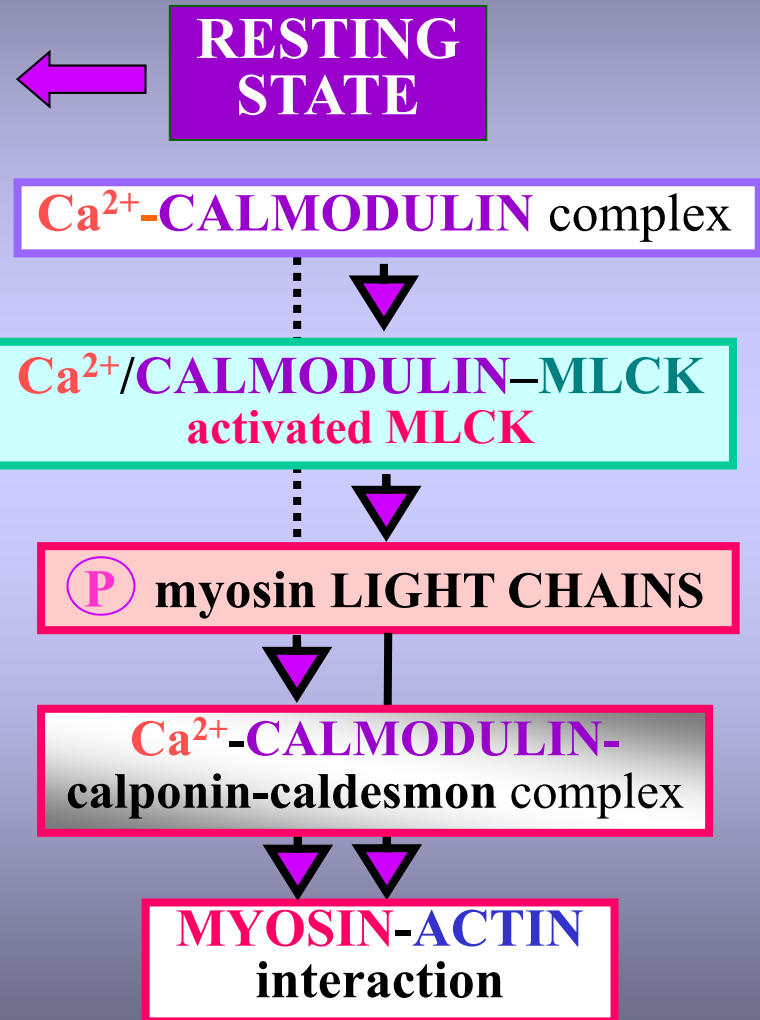 RESTING
STATE
Ca²⁺-CALMODULIN complex
Ca²⁺/CALMODULIN–MLCK
activated MLCK
P myosin LIGHT CHAINS
Ca²⁺-CALMODULIN-
calponin-caldesmon complex
MYOSIN-ACTIN
interaction